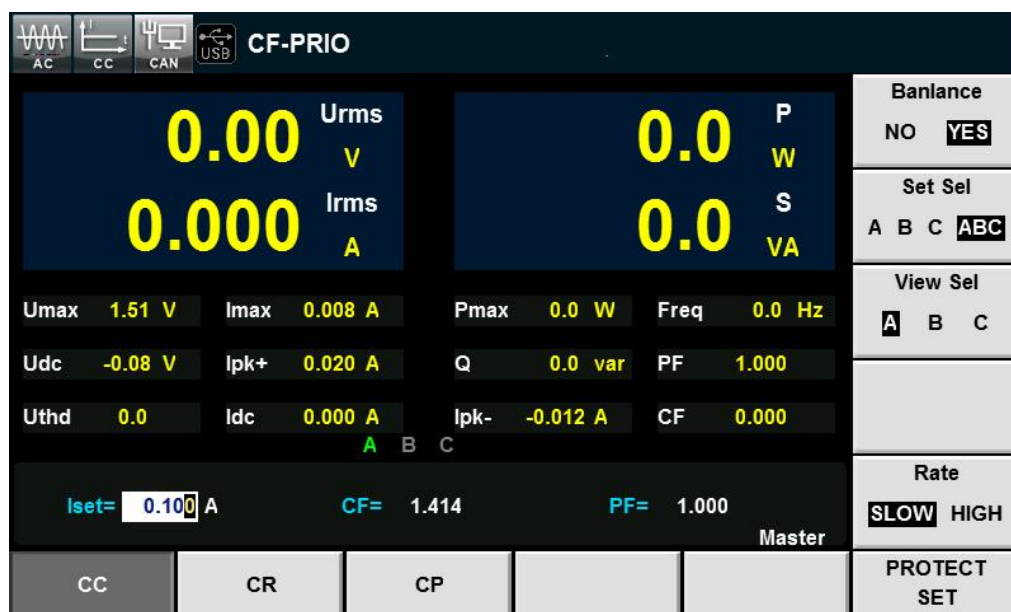 AC CC CAN USB CF-PRIO
0.00 Urms V
0.000 Irms A
0.0 P W
0.0 S VA
Umax 1.51 V Imax 0.008 A Pmax 0.0 W Freq 0.0 Hz
Udc -0.08 V Ipk+ 0.020 A Q 0.0 var PF 1.000
Uthd 0.0 Idc 0.000 A Ipk- -0.012 A CF 0.000
A B C
Iset= 0.100 A CF= 1.414 PF= 1.000
Master
CC CR CP
Banlance
NO YES
Set Sel
A B C ABC
View Sel
A B C
Rate
SLOW HIGH
PROTECT
SET